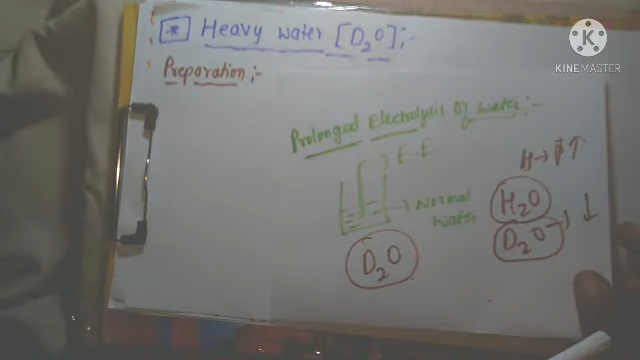 * Heavy water [D₂O];-
Preparation;-
Prolonged Electrolysis of water:-
E.E
Normal
water
D₂O
H → ↑
H₂O
D₂O → ↓
K
KINEMASTER